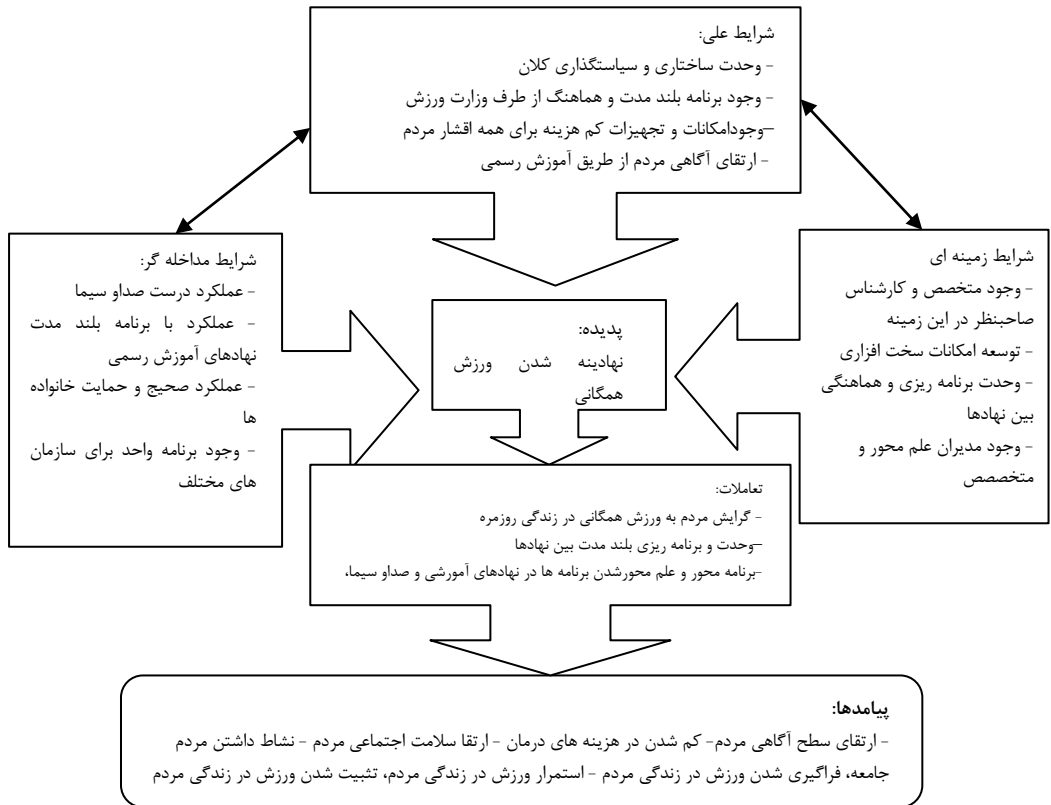 شرایط علی:
- وحدت ساختاری و سیاستگذاری کلان
- وجود برنامه بلند مدت و هماهنگ از طرف وزارت ورزش
–وجودامکانات و تجهیزات کم هزینه برای همه اقشار مردم
- ارتقای آگاهی مردم از طریق آموزش رسمی
شرایط زمینه ای
- وجود متخصص و کارشناس
صاحبنظر در این زمینه
- توسعه امکانات سخت افزاری
- وحدت برنامه ریزی و هماهنگی
بین نهادها
- وجود مدیران علم محور و
متخصصص
پدیده:
نهادینه شدن ورزش
همگانی
شرایط مداخله گر:
- عملکرد درست صداو سیما
- عملکرد با برنامه بلند مدت
نهادهای آموزش رسمی
- عملکرد صحیح و حمایت خانواده
ها
- وجود برنامه واحد برای سازمان
های مختلف
تعاملات:
- گرایش مردم به ورزش همگانی در زندگی روزمره
–وحدت و برنامه ریزی بلند مدت بین نهادها
-برنامه محور و علم محورشدن برنامه ها در نهادهای آمورشی و صداو سیما،
پیامدها:
- ارتقای سطح آگاهی مردم- کم شدن در هزینه های درمان - ارتقا سلامت اجتماعی مردم - نشاط داشتن مردم
جامعه، فراگیری شدن ورزش در زندگی مردم - استمرار ورزش در زندگی مردم، تثبیت شدن ورزش در زندگی مردم